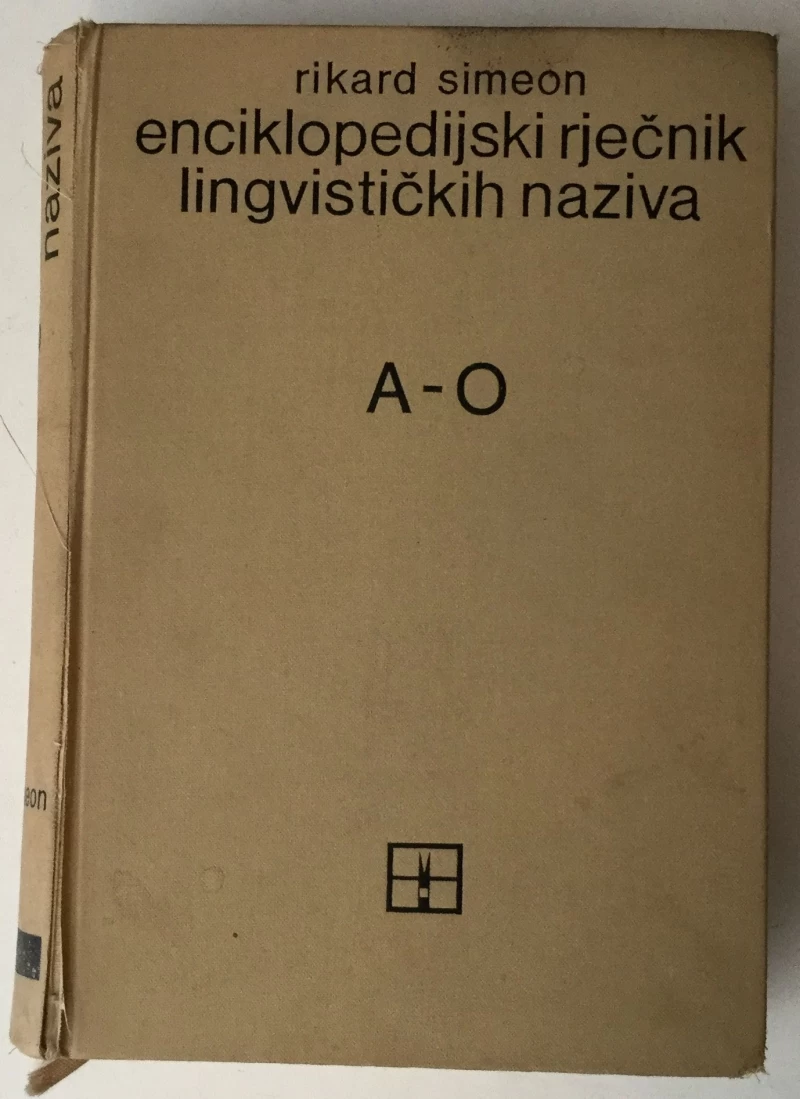 rikard simeon
enciklopedijski rječnik
lingvističkih naziva
A-O
naziva
eon